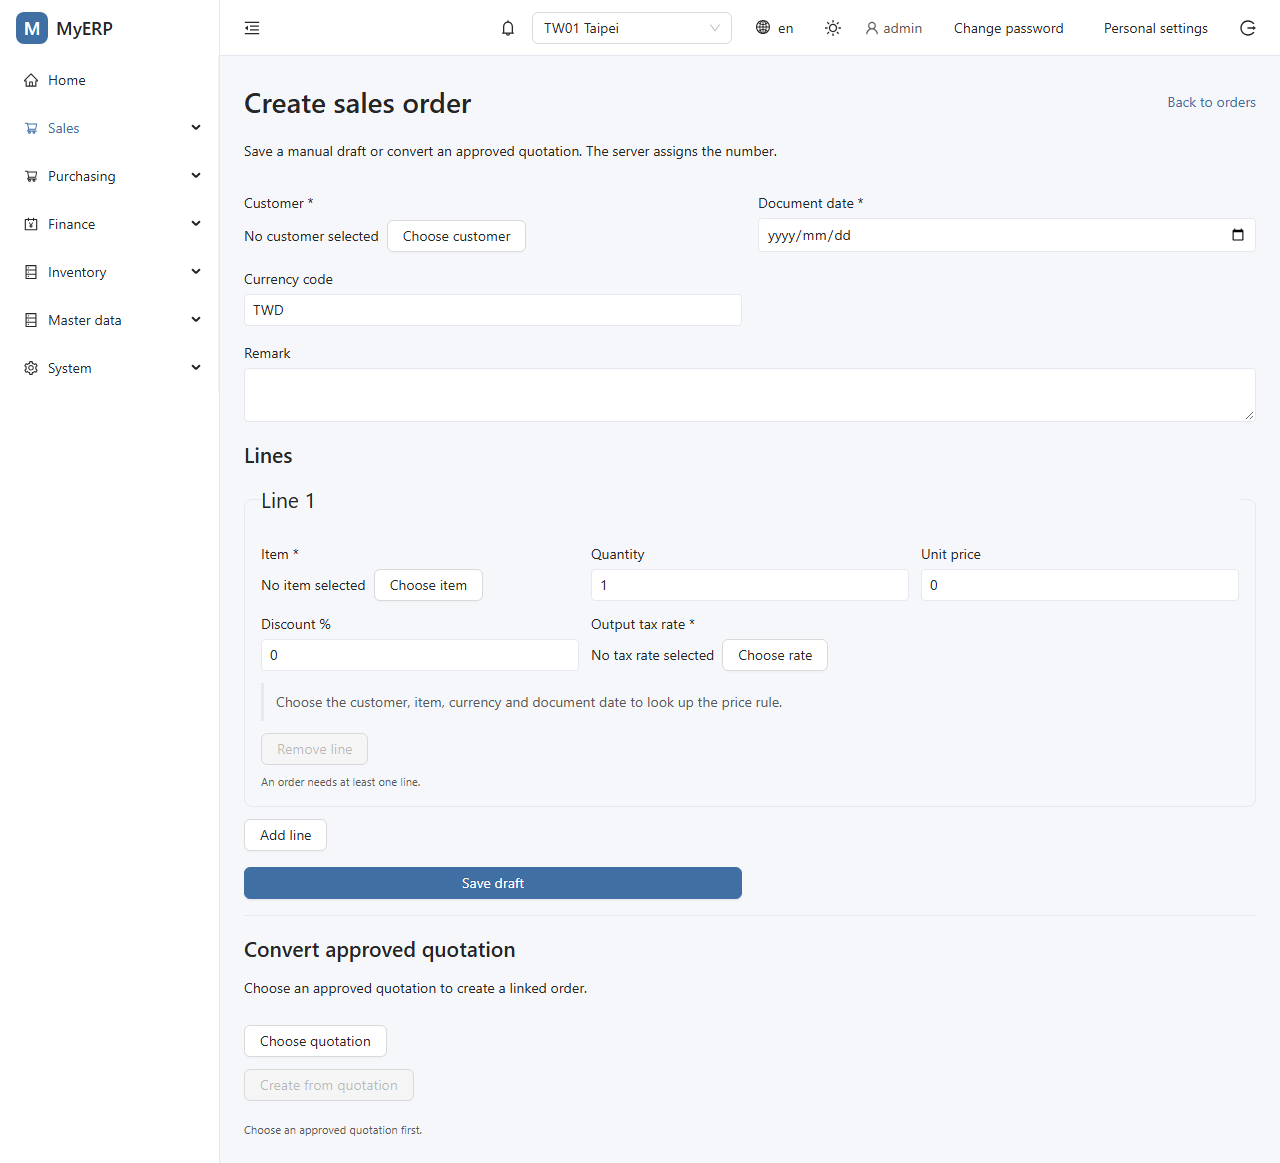 M MyERP
TW01 Taipei
en
admin
Change password
Personal settings
Home
Sales
Purchasing
Finance
Inventory
Master data
System
Create sales order
Back to orders
Save a manual draft or convert an approved quotation. The server assigns the number.
Customer *
Document date *
No customer selected
Choose customer
yyyy/mm/dd
Currency code
TWD
Remark
Lines
Line 1
Item *
Quantity
Unit price
No item selected
Choose item
1
0
Discount %
Output tax rate *
0
No tax rate selected
Choose rate
Choose the customer, item, currency and document date to look up the price rule.
Remove line
An order needs at least one line.
Add line
Save draft
Convert approved quotation
Choose an approved quotation to create a linked order.
Choose quotation
Create from quotation
Choose an approved quotation first.